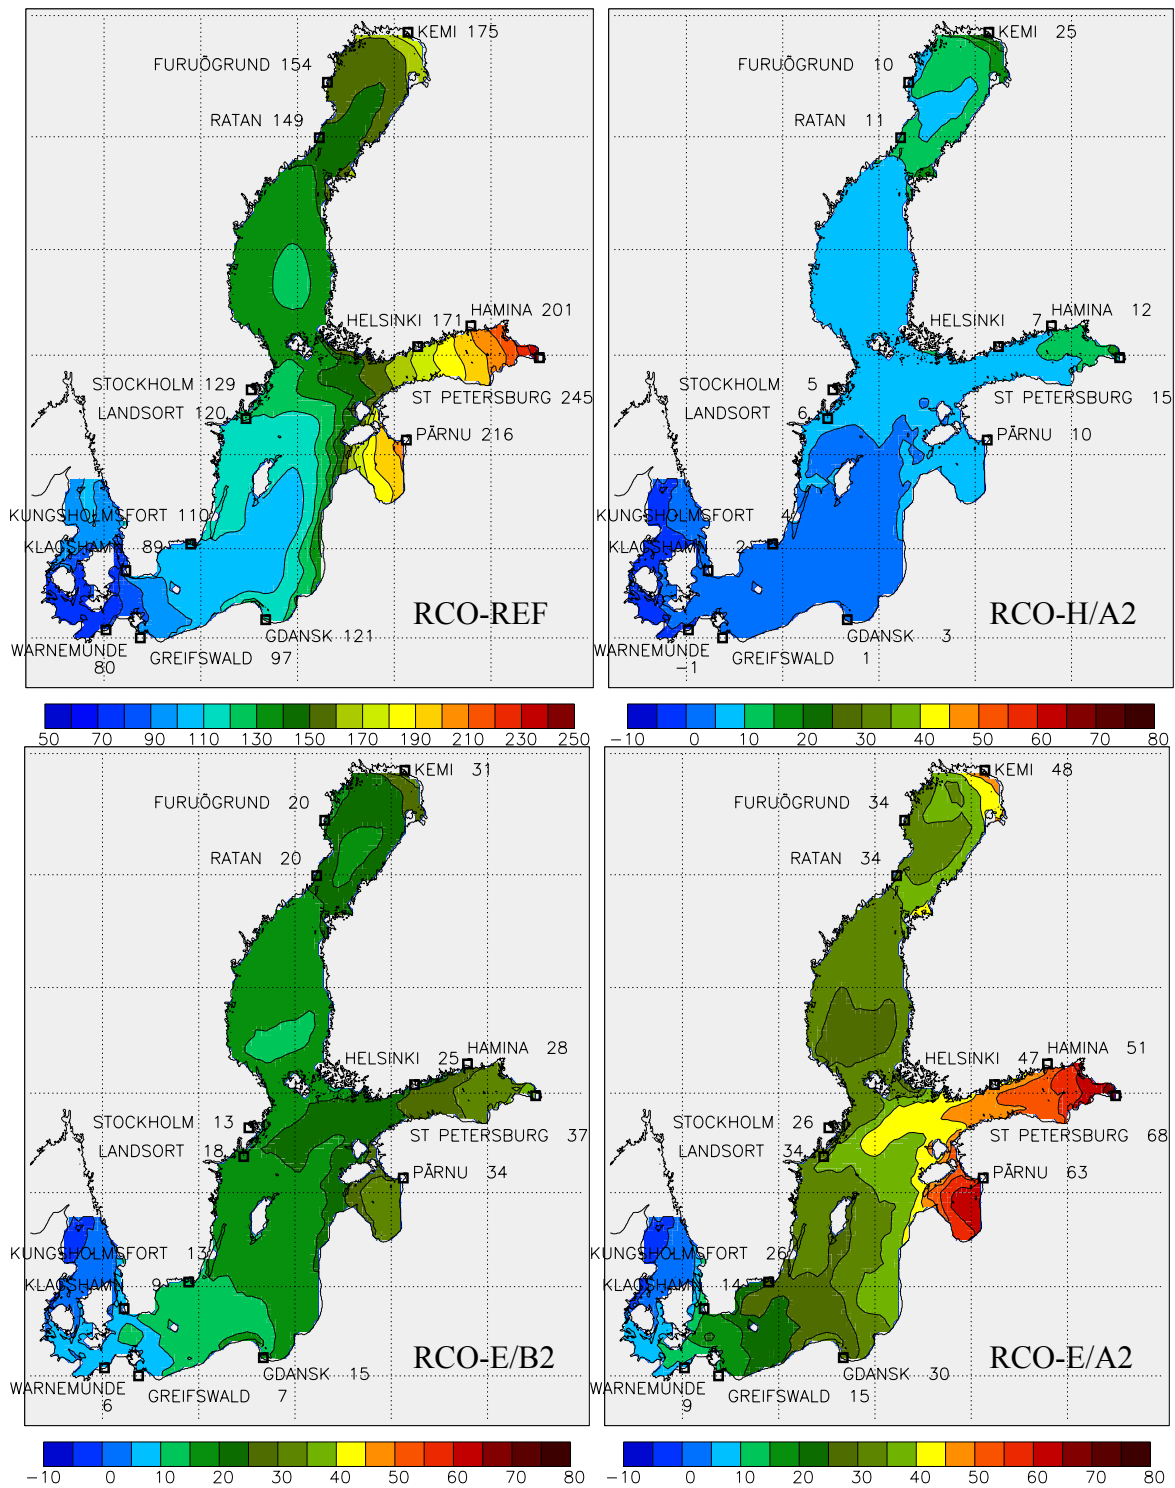 KEMI 175
FURUÖGRUND 154
RATAN 149
HELSINKI 171
HAMINA 201
STOCKHOLM 129
LANDSORT 120
ST PETERSBURG 245
PÄRNU 216
KUNGSHOLMSFORT 110
KLAGSHAMN 89
RCO-REF
GDANSK 121
WARNEMÜNDE
80
GREIFSWALD 97
50 70 90 110 130 150 170 190 210 230 250
KEMI 25
FURUÖGRUND 10
RATAN 11
HELSINKI 7
HAMINA 12
STOCKHOLM 5
LANDSORT 6
ST PETERSBURG 15
PÄRNU 10
KUNGSHOLMSFORT 4
KLAGSHAMN 2
RCO-H/A2
GDANSK 3
WARNEMÜNDE
-1
GREIFSWALD 1
-10 0 10 20 30 40 50 60 70 80
KEMI 31
FURUÖGRUND 20
RATAN 20
HELSINKI 25
HAMINA 28
STOCKHOLM 13
LANDSORT 18
ST PETERSBURG 37
PÄRNU 34
KUNGSHOLMSFORT 13
KLAGSHAMN 9
RCO-E/B2
GDANSK 15
WARNEMÜNDE
6
GREIFSWALD 7
-10 0 10 20 30 40 50 60 70 80
KEMI 48
FURUÖGRUND 34
RATAN 34
HELSINKI 47
HAMINA 51
STOCKHOLM 26
LANDSORT 34
ST PETERSBURG 68
PÄRNU 63
KUNGSHOLMSFORT 26
KLAGSHAMN 14
RCO-E/A2
GDANSK 30
WARNEMÜNDE
9
GREIFSWALD 15
-10 0 10 20 30 40 50 60 70 80